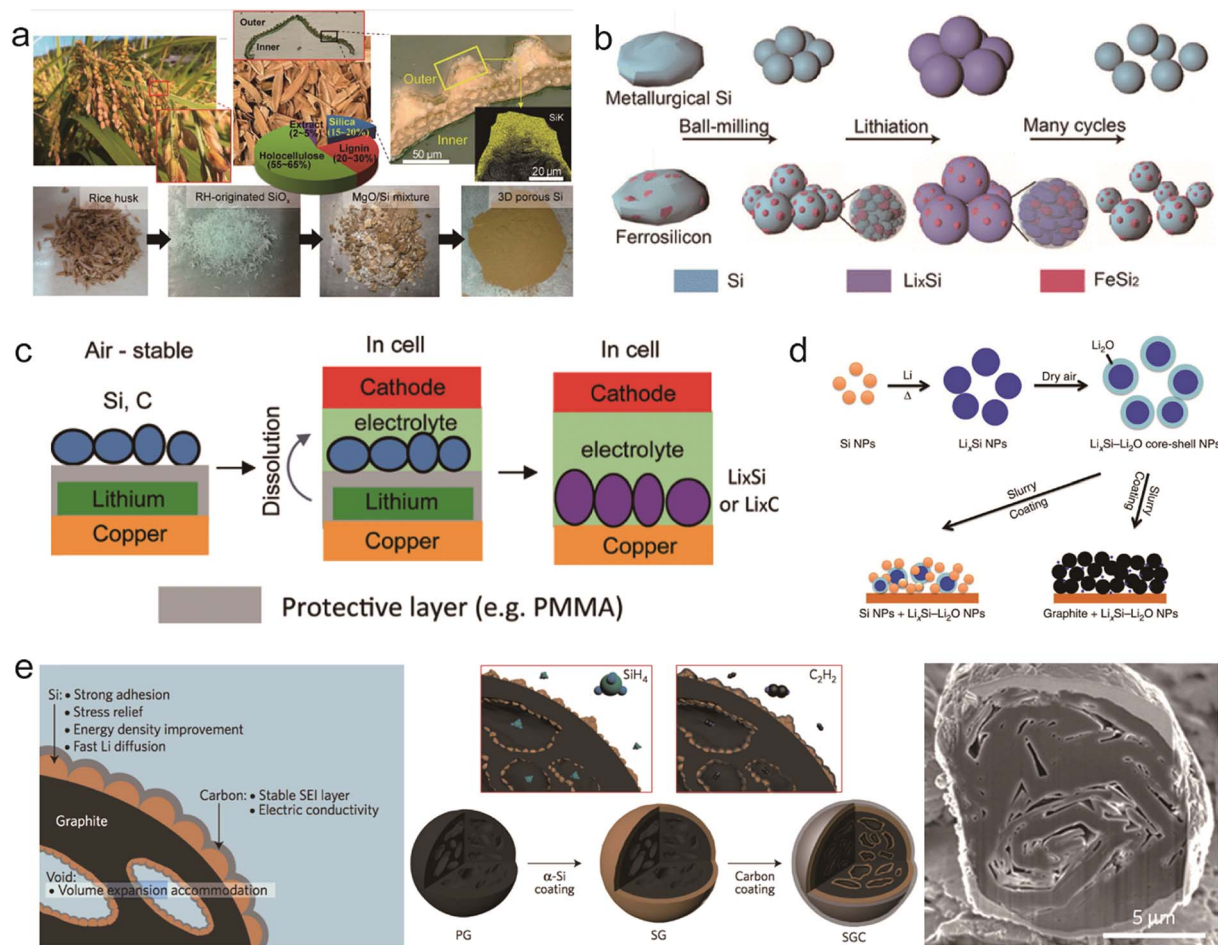 a
Outer
Inner
Extract
(2~5%)
Silica
(15~20%)
Holocellulose
(55~65%)
Lignin
(20~30%)
Outer
Inner
50 μm
SiK
20 μm
Rice husk
RH-originated SiOₓ
MgO/Si mixture
3D porous Si
b
Metallurgical Si
Ball-milling
Lithiation
Many cycles
Ferrosilicon
Si
LixSi
FeSi₂
c
Air - stable
In cell
In cell
Si, C
Cathode
electrolyte
Lithium
Copper
Dissolution
Cathode
electrolyte
Lithium
Copper
LixSi
or LixC
Copper
Protective layer (e.g. PMMA)
d
Li₂O
Li
Δ
Dry air
Si NPs
LiₓSi NPs
LiₓSi–Li₂O core-shell NPs
Slurry
Coating
Slurry
Coating
Si NPs + LiₓSi–Li₂O NPs
Graphite + LiₓSi–Li₂O NPs
e
Si: • Strong adhesion
• Stress relief
• Energy density improvement
• Fast Li diffusion
Carbon: • Stable SEI layer
• Electric conductivity
Graphite
Void:
• Volume expansion accommodation
SiH₄
C₂H₂
α-Si
coating
Carbon
coating
PG
SG
SGC
5 μm